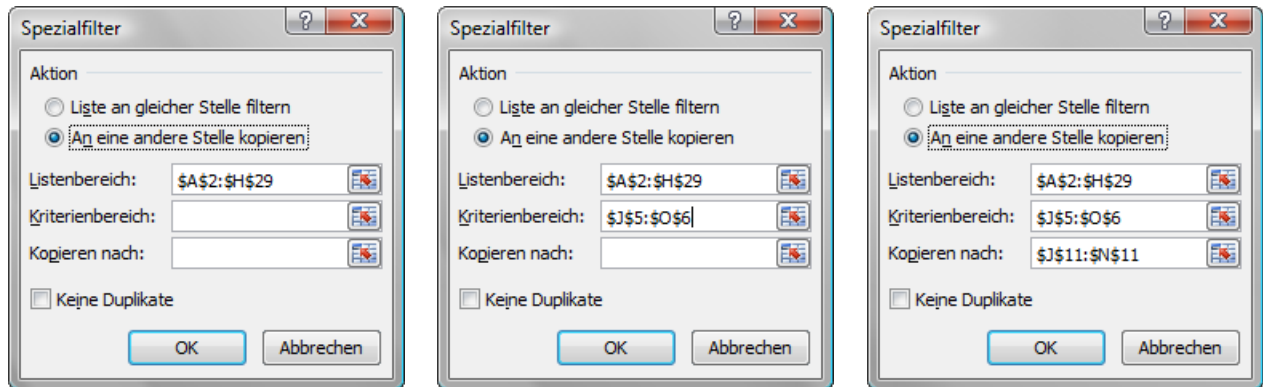 Spezialfilter
Aktion
Liste an gleicher Stelle filtern
An eine andere Stelle kopieren
Listenbereich: $A$2:$H$29
Kriterienbereich:
Kopieren nach:
Keine Duplikate
OK Abbrechen
Spezialfilter
Aktion
Liste an gleicher Stelle filtern
An eine andere Stelle kopieren
Listenbereich: $A$2:$H$29
Kriterienbereich: $J$5:$O$6
Kopieren nach:
Keine Duplikate
OK Abbrechen
Spezialfilter
Aktion
Liste an gleicher Stelle filtern
An eine andere Stelle kopieren
Listenbereich: $A$2:$H$29
Kriterienbereich: $J$5:$O$6
Kopieren nach: $J$11:$N$11
Keine Duplikate
OK Abbrechen